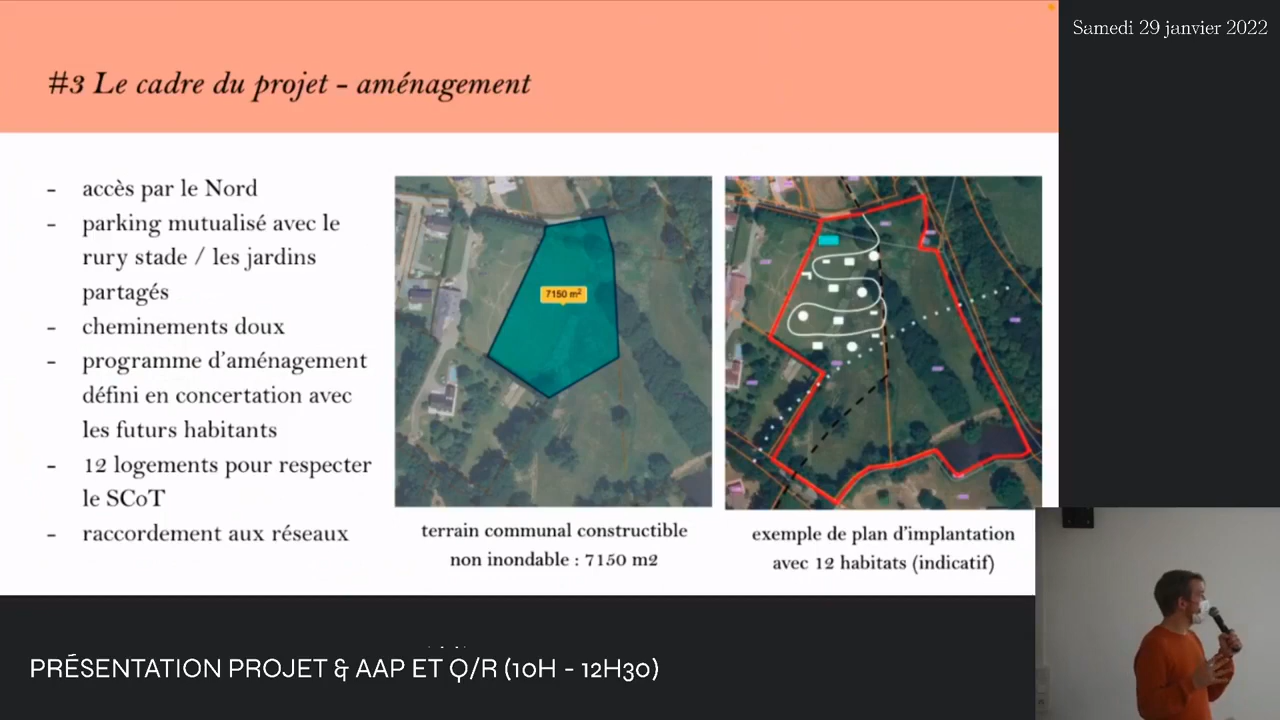 Samedi 29 janvier 2022
#3 Le cadre du projet - aménagement
- accès par le Nord
- parking mutualisé avec le
rury stade / les jardins
partagés
- cheminements doux
- programme d'aménagement
défini en concertation avec
les futurs habitants
- 12 logements pour respecter
le SCoT
- raccordement aux réseaux
7150 m²
terrain communal constructible
non inondable : 7150 m2
exemple de plan d'implantation
avec 12 habitats (indicatif)
PRÉSENTATION PROJET & AAP ET Q/R (10H - 12H30)